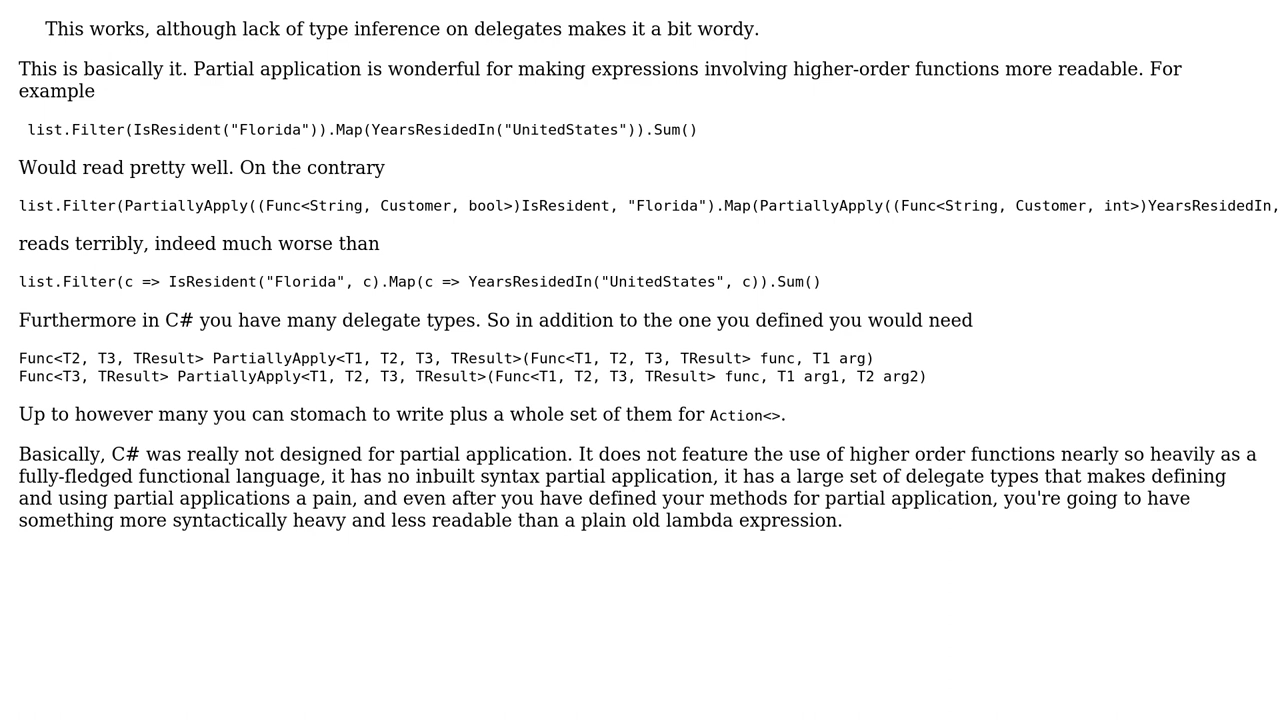 This works, although lack of type inference on delegates makes it a bit wordy.
This is basically it. Partial application is wonderful for making expressions involving higher-order functions more readable. For
example
list.Filter(IsResident("Florida")).Map(YearsResidedIn("UnitedStates")).Sum()
Would read pretty well. On the contrary
list.Filter(PartiallyApply((Func<String, Customer, bool>)IsResident, "Florida").Map(PartiallyApply((Func<String, Customer, int>)YearsResidedIn,
reads terribly, indeed much worse than
list.Filter(c => IsResident("Florida", c).Map(c => YearsResidedIn("UnitedStates", c)).Sum()
Furthermore in C# you have many delegate types. So in addition to the one you defined you would need
Func<T2, T3, TResult> PartiallyApply<T1, T2, T3, TResult>(Func<T1, T2, T3, TResult> func, T1 arg)
Func<T3, TResult> PartiallyApply<T1, T2, T3, TResult>(Func<T1, T2, T3, TResult> func, T1 arg1, T2 arg2)
Up to however many you can stomach to write plus a whole set of them for Action<>.
Basically, C# was really not designed for partial application. It does not feature the use of higher order functions nearly so heavily as a
fully-fledged functional language, it has no inbuilt syntax partial application, it has a large set of delegate types that makes defining
and using partial applications a pain, and even after you have defined your methods for partial application, you're going to have
something more syntactically heavy and less readable than a plain old lambda expression.